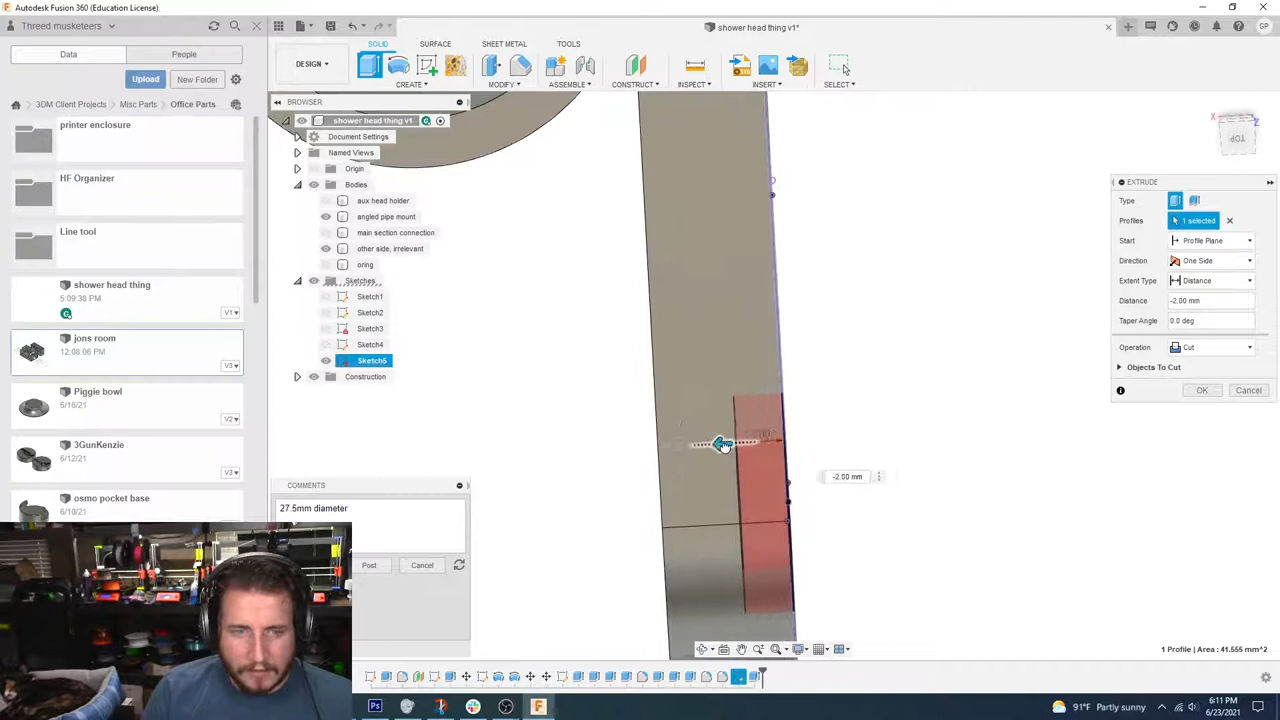 Autodesk Fusion 360 (Education License)
Threed musketeers
shower head thing v1*
GP
Data
People
Upload
New Folder
3DM Client Projects > Misc Parts > Office Parts
printer enclosure
HF Organizer
Line tool
shower head thing
5:09:38 PM
V1
jons room
12:08:06 PM
V3
Piggie bowl
6/16/21
V2
3GunKenzie
6/12/21
V3
osmo pocket base
6/10/21
DESIGN
SOLID
SURFACE
SHEET METAL
TOOLS
CREATE
MODIFY
ASSEMBLE
CONSTRUCT
INSPECT
INSERT
SELECT
BROWSER
shower head thing v1
Document Settings
Named Views
Origin
Bodies
aux head holder
angled pipe mount
main section connection
other side, irrelevant
oring
Sketches
Sketch1
Sketch2
Sketch3
Sketch4
Sketch5
Construction
COMMENTS
27.5mm diameter
Post
Cancel
X
Z
TOP
EXTRUDE
Type
Profiles
1 selected
Start
Profile Plane
Direction
One Side
Extent Type
Distance
Distance
-2.00 mm
Taper Angle
0.0 deg
Operation
Cut
Objects To Cut
OK
Cancel
-2.00 mm
1 Profile | Area : 41.555 mm^2
91°F Partly sunny
6:11 PM
6/23/2021